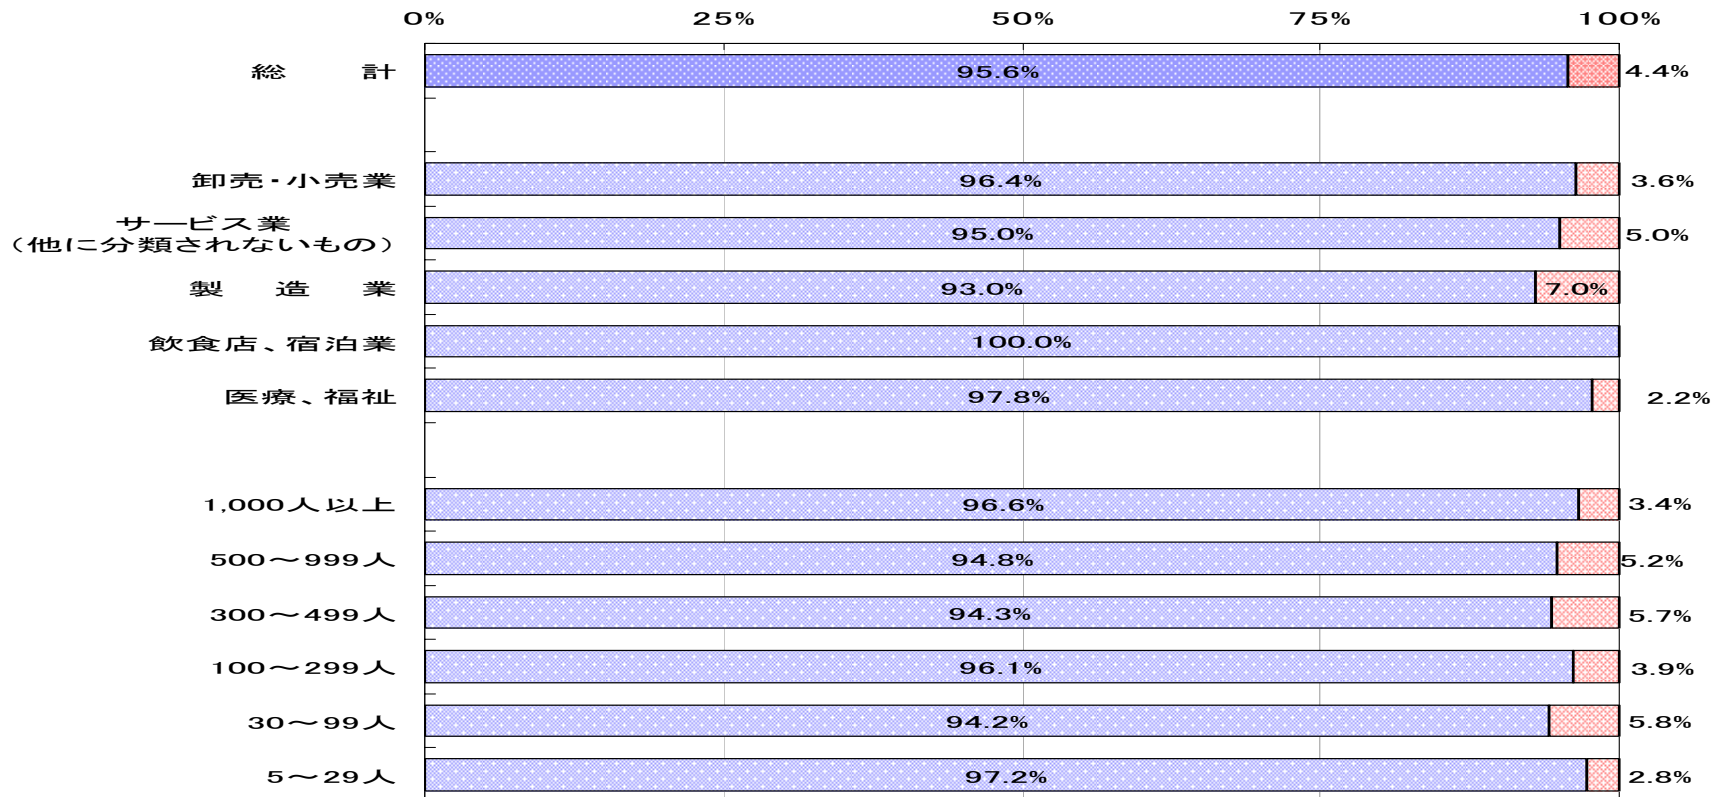 0% 25% 50% 75% 100%
総 計 95.6% 4.4%
卸売・小売業 96.4% 3.6%
サービス業
（他に分類されないもの） 95.0% 5.0%
製 造 業 93.0% 7.0%
飲食店、宿泊業 100.0%
医療、福祉 97.8% 2.2%
1,000人以上 96.6% 3.4%
500～999人 94.8% 5.2%
300～499人 94.3% 5.7%
100～299人 96.1% 3.9%
30～99人 94.2% 5.8%
5～29人 97.2% 2.8%